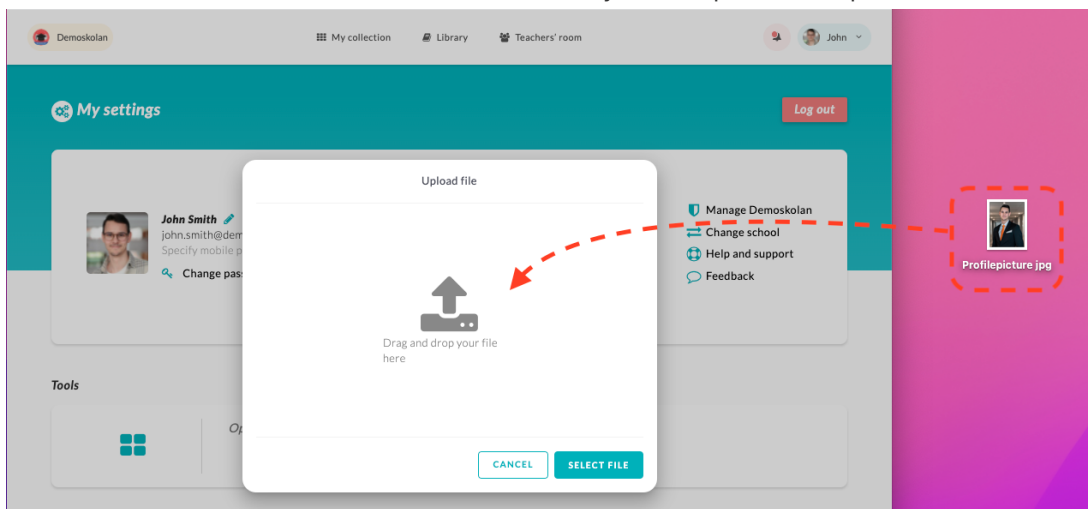 Demoskolan
My collection
Library
Teachers' room
John
My settings
Log out
Upload file
John Smith
john.smith@dem
Specify mobile p
Change pas
Manage Demoskolan
Change school
Help and support
Feedback
Profilepicture jpg
Drag and drop your file
here
Tools
CANCEL
SELECT FILE